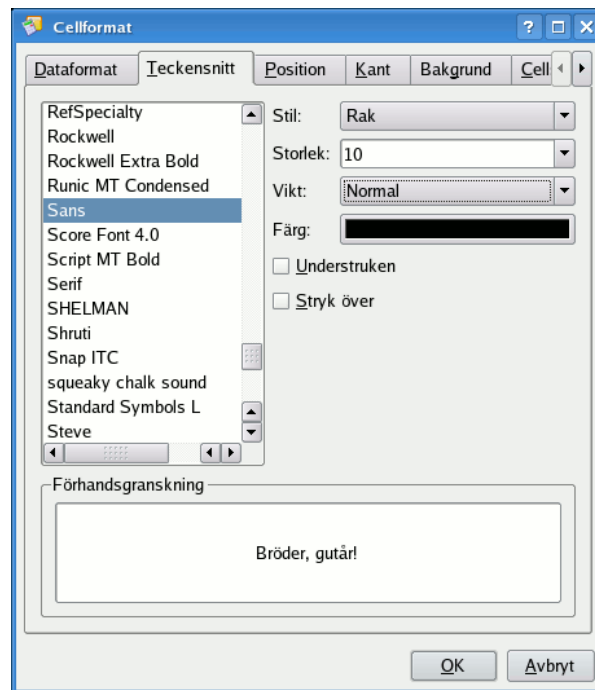 Cellformat
Dataformat Teckensnitt Position Kant Bakgrund Cell
RefSpecialty
Rockwell
Rockwell Extra Bold
Runic MT Condensed
Sans
Score Font 4.0
Script MT Bold
Serif
SHELMAN
Shruti
Snap ITC
squeaky chalk sound
Standard Symbols L
Steve
Stil: Rak
Storlek: 10
Vikt: Normal
Färg:
Understruken
Stryk över
Förhandsgranskning
Bröder, gutår!
OK Avbryt